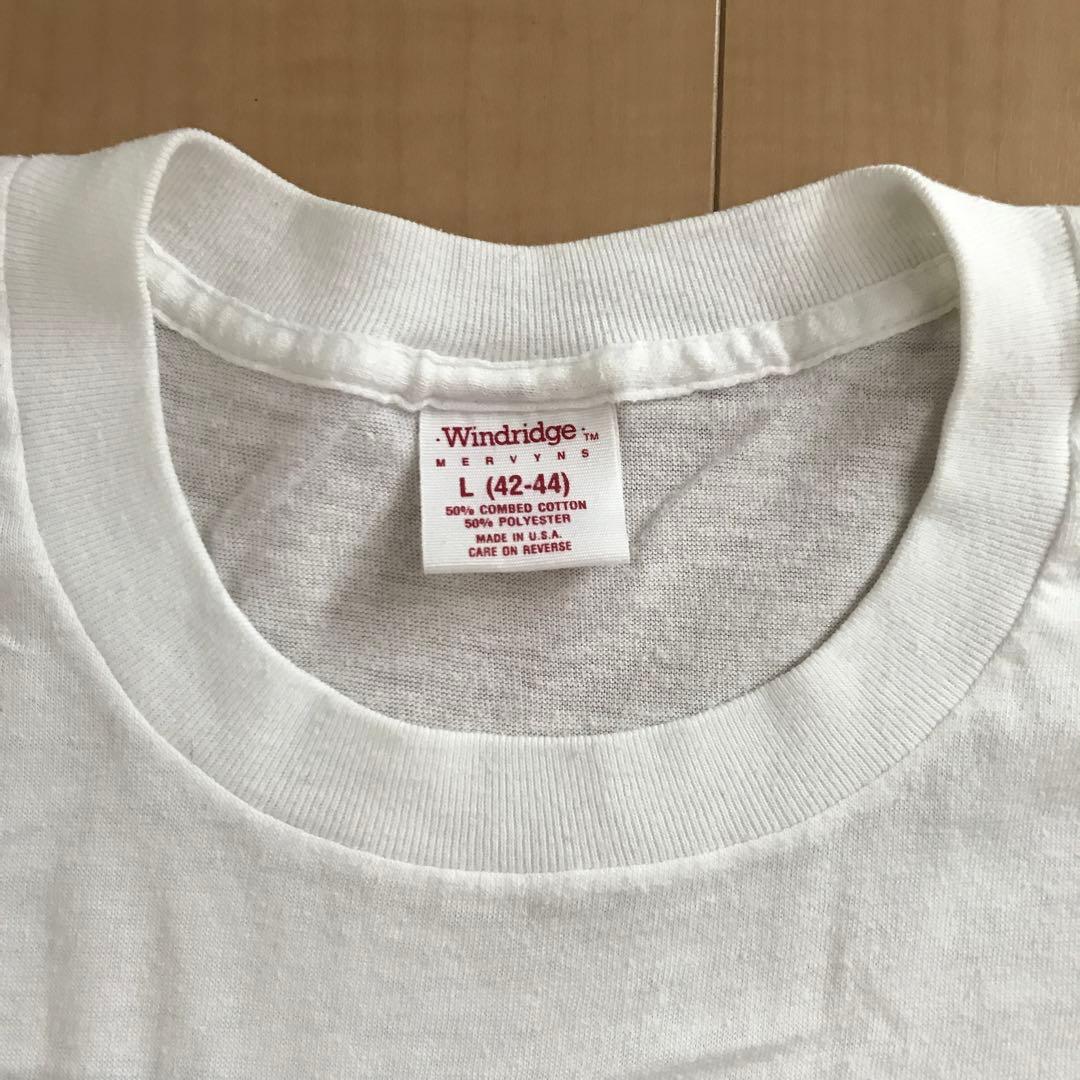 ·Windridge·™
MERVYNS
L (42-44)
50% COMBED COTTON
50% POLYESTER
MADE IN U.S.A.
CARE ON REVERSE